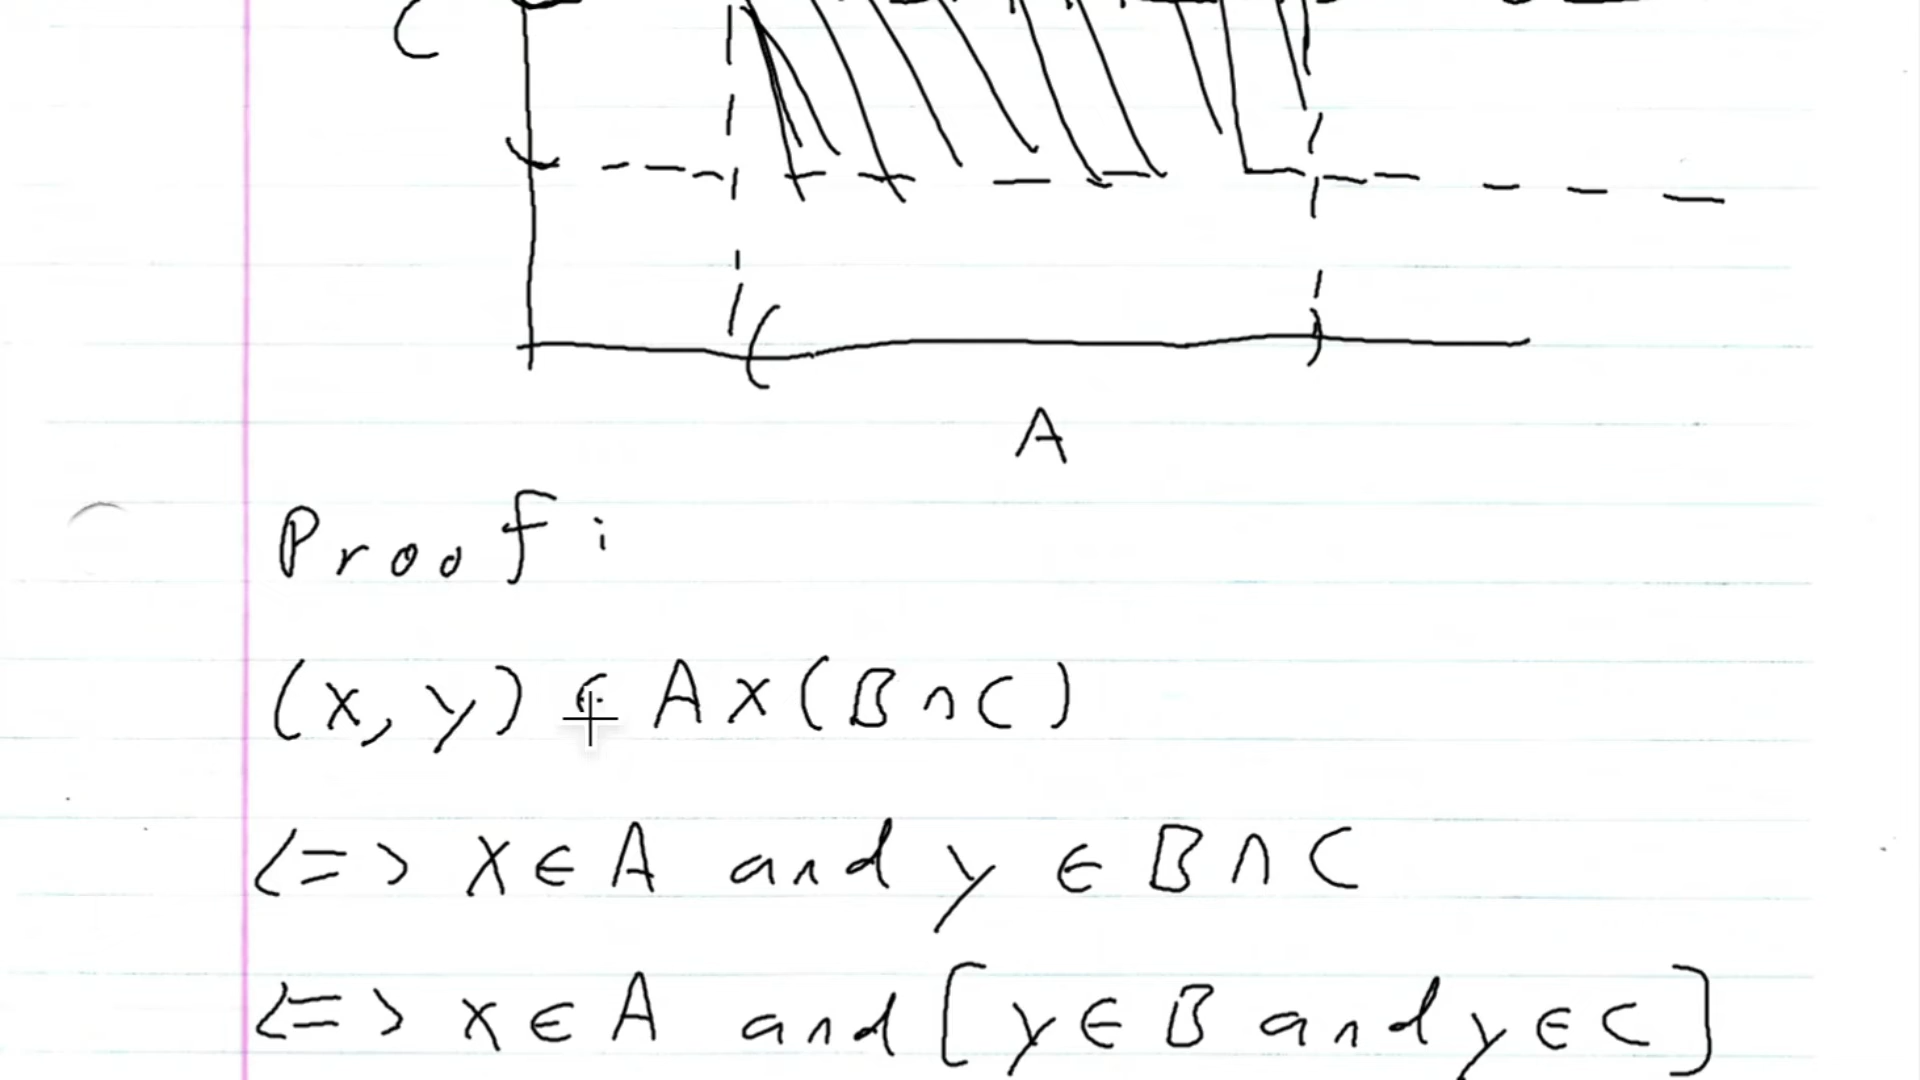 C
A
Proof:
(x, y) ∈ A x (B ∩ C)
<=> x ∈ A and y ∈ B ∩ C
<=> x ∈ A and [y ∈ B and y ∈ C]